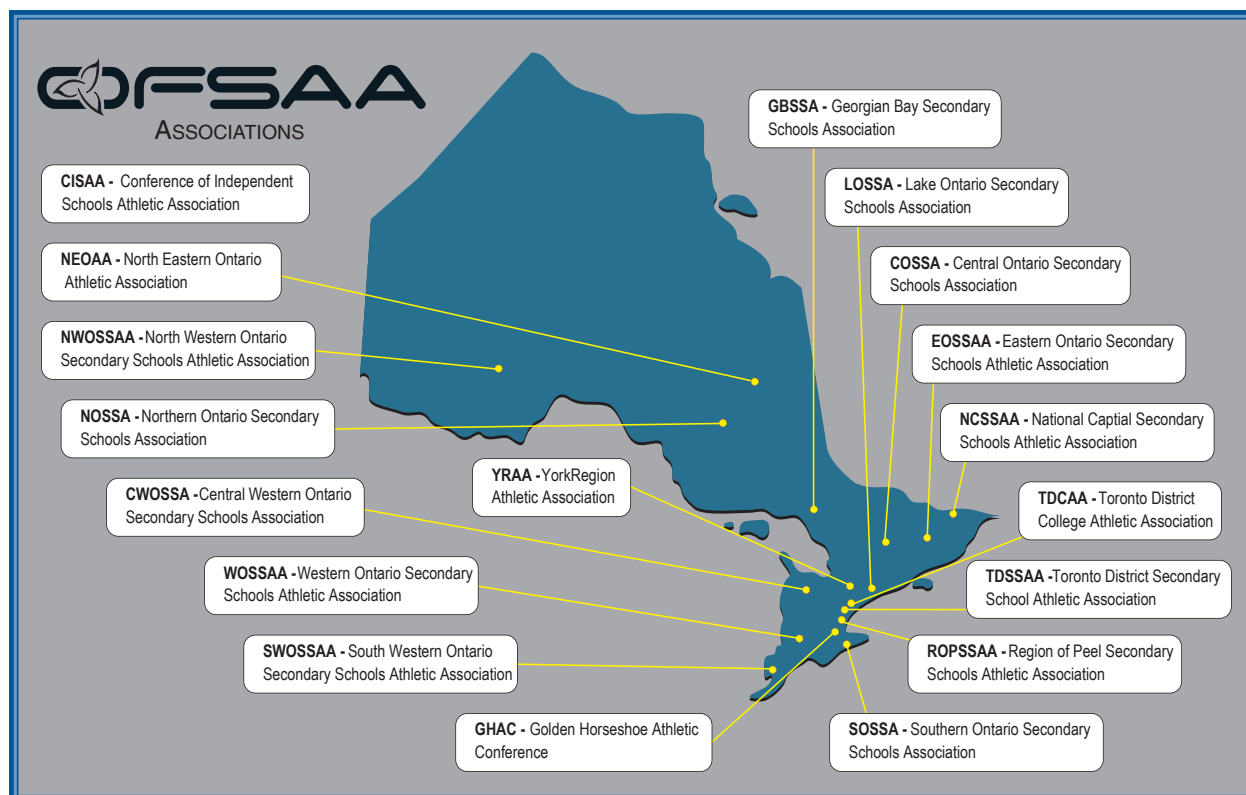 OFSAA
ASSOCIATIONS
CISAA - Conference of Independent
Schools Athletic Association
NEOAA - North Eastern Ontario
Athletic Association
NWOSSAA - North Western Ontario
Secondary Schools Athletic Association
NOSSA - Northern Ontario Secondary
Schools Association
CWOSSA - Central Western Ontario
Secondary Schools Association
WOSSAA - Western Ontario Secondary
Schools Athletic Association
SWOSSAA - South Western Ontario
Secondary Schools Athletic Association
GHAC - Golden Horseshoe Athletic
Conference
YRAA - YorkRegion
Athletic Association
GBSSA - Georgian Bay Secondary
Schools Association
LOSSA - Lake Ontario Secondary
Schools Association
COSSA - Central Ontario Secondary
Schools Association
EOSSAA - Eastern Ontario Secondary
Schools Athletic Association
NCSSAA - National Captial Secondary
Schools Athletic Association
TDCAA - Toronto District
College Athletic Association
TDSSAA - Toronto District Secondary
School Athletic Association
ROPSSAA - Region of Peel Secondary
Schools Athletic Association
SOSSA - Southern Ontario Secondary
Schools Association